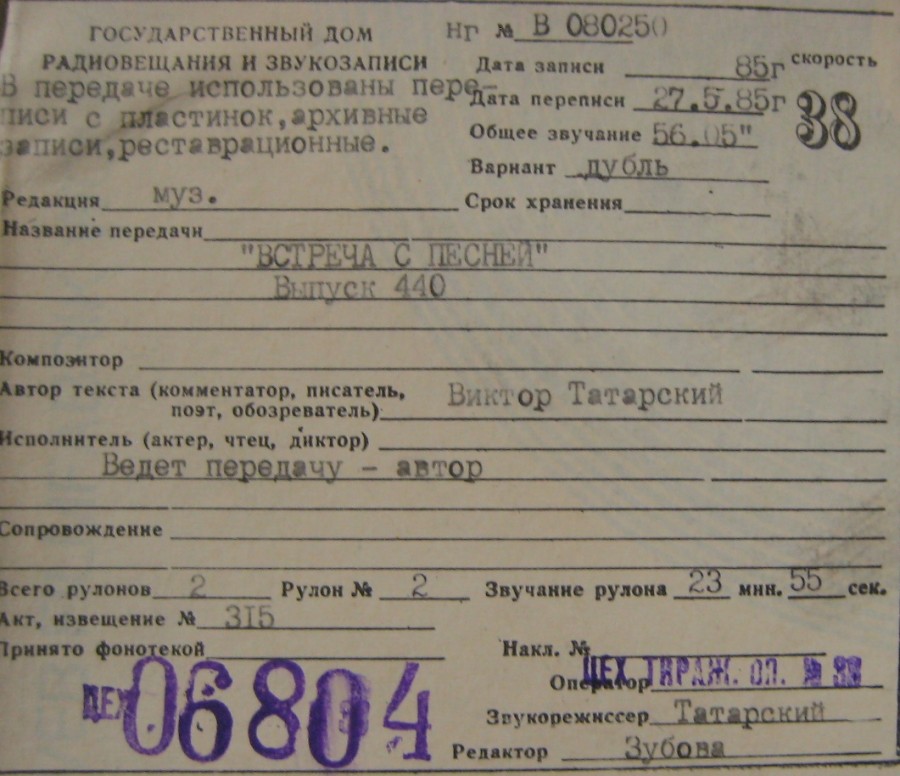 ГОСУДАРСТВЕННЫЙ ДОМ
РАДИОВЕЩАНИЯ И ЗВУКОЗАПИСИ
В передаче использованы пере-
писи с пластинок,архивные
записи,реставрационные.
Нг № В 080250
Дата записи 85г скорость
Дата переписи 27.5.85г 38
Общее звучание 56.05"
Вариант дубль
Редакция муз. Срок хранения
Название передачи
"ВСТРЕЧА С ПЕСНЕЙ"
Выпуск 440
Композитор
Автор текста (комментатор, писатель, Виктор Татарский
поэт, обозреватель)
Исполнитель (актер, чтец, диктор)
Ведет передачу - автор
Сопровождение
Всего рулонов 2 Рулон № 2 Звучание рулона 23 мин. 55 сек.
Акт, извещение № 315
Принято фонотекой Накл. №
ЦЕХ 06804 Оператор ЦЕХ ТИРАЖ. ОП. №
Звукорежиссер Татарский
Редактор Зубова